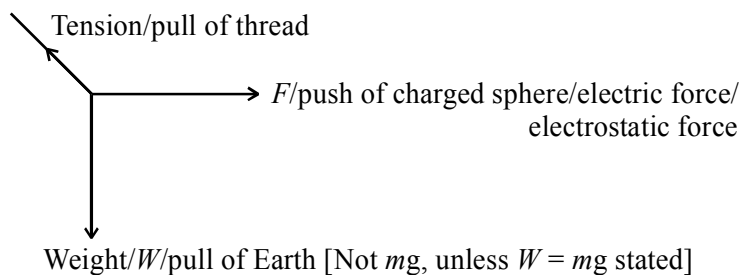 Tension/pull of thread
F/push of charged sphere/electric force/
electrostatic force
Weight/W/pull of Earth [Not mg, unless W = mg stated]